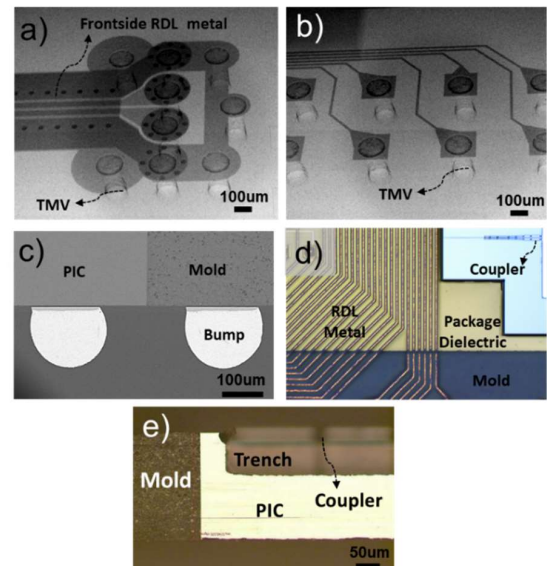 a)
Frontside RDL metal
TMV
100um
b)
TMV
100um
c)
PIC
Mold
Bump
100um
d)
Coupler
RDL
Metal
Package
Dielectric
Mold
e)
Mold
Trench
PIC
Coupler
50um